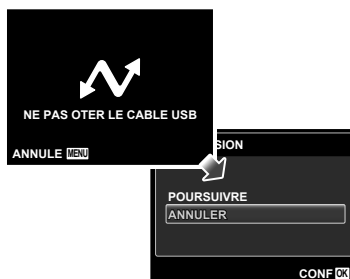 NE PAS OTER LE CABLE USB
ANNULE MENU
SION
POURSUIVRE
ANNULER
CONF OK